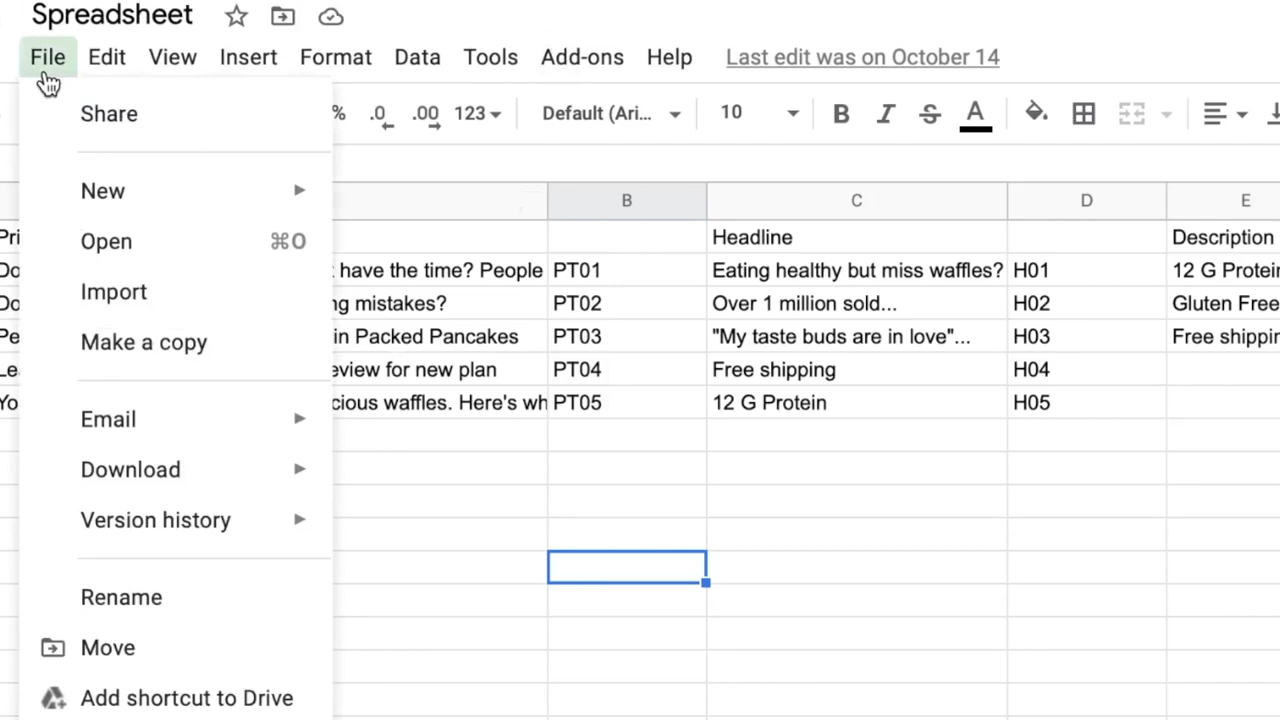 Spreadsheet
File Edit View Insert Format Data Tools Add-ons Help Last edit was on October 14
Share
% .0 .00 123 Default (Ari... 10 B I S A
New
B C D E
Open ⌘O
Headline Description
have the time? People PT01 Eating healthy but miss waffles? H01 12 G Protein
Import
ng mistakes? PT02 Over 1 million sold... H02 Gluten Free
Make a copy
in Packed Pancakes PT03 "My taste buds are in love"... H03 Free shippin
eview for new plan PT04 Free shipping H04
cious waffles. Here's wh PT05 12 G Protein H05
Email
Download
Version history
Rename
Move
Add shortcut to Drive